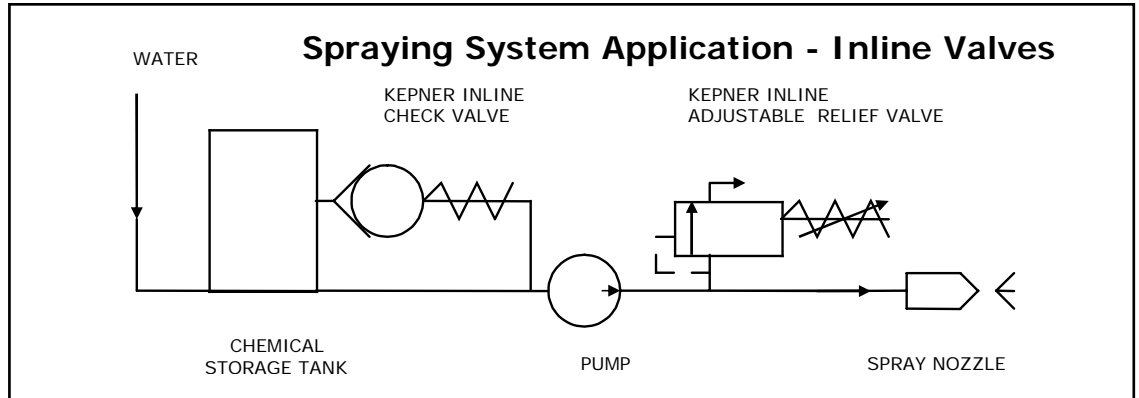 Spraying System Application - Inline Valves
WATER
KEPNER INLINE
CHECK VALVE
KEPNER INLINE
ADJUSTABLE RELIEF VALVE
CHEMICAL
STORAGE TANK
PUMP
SPRAY NOZZLE